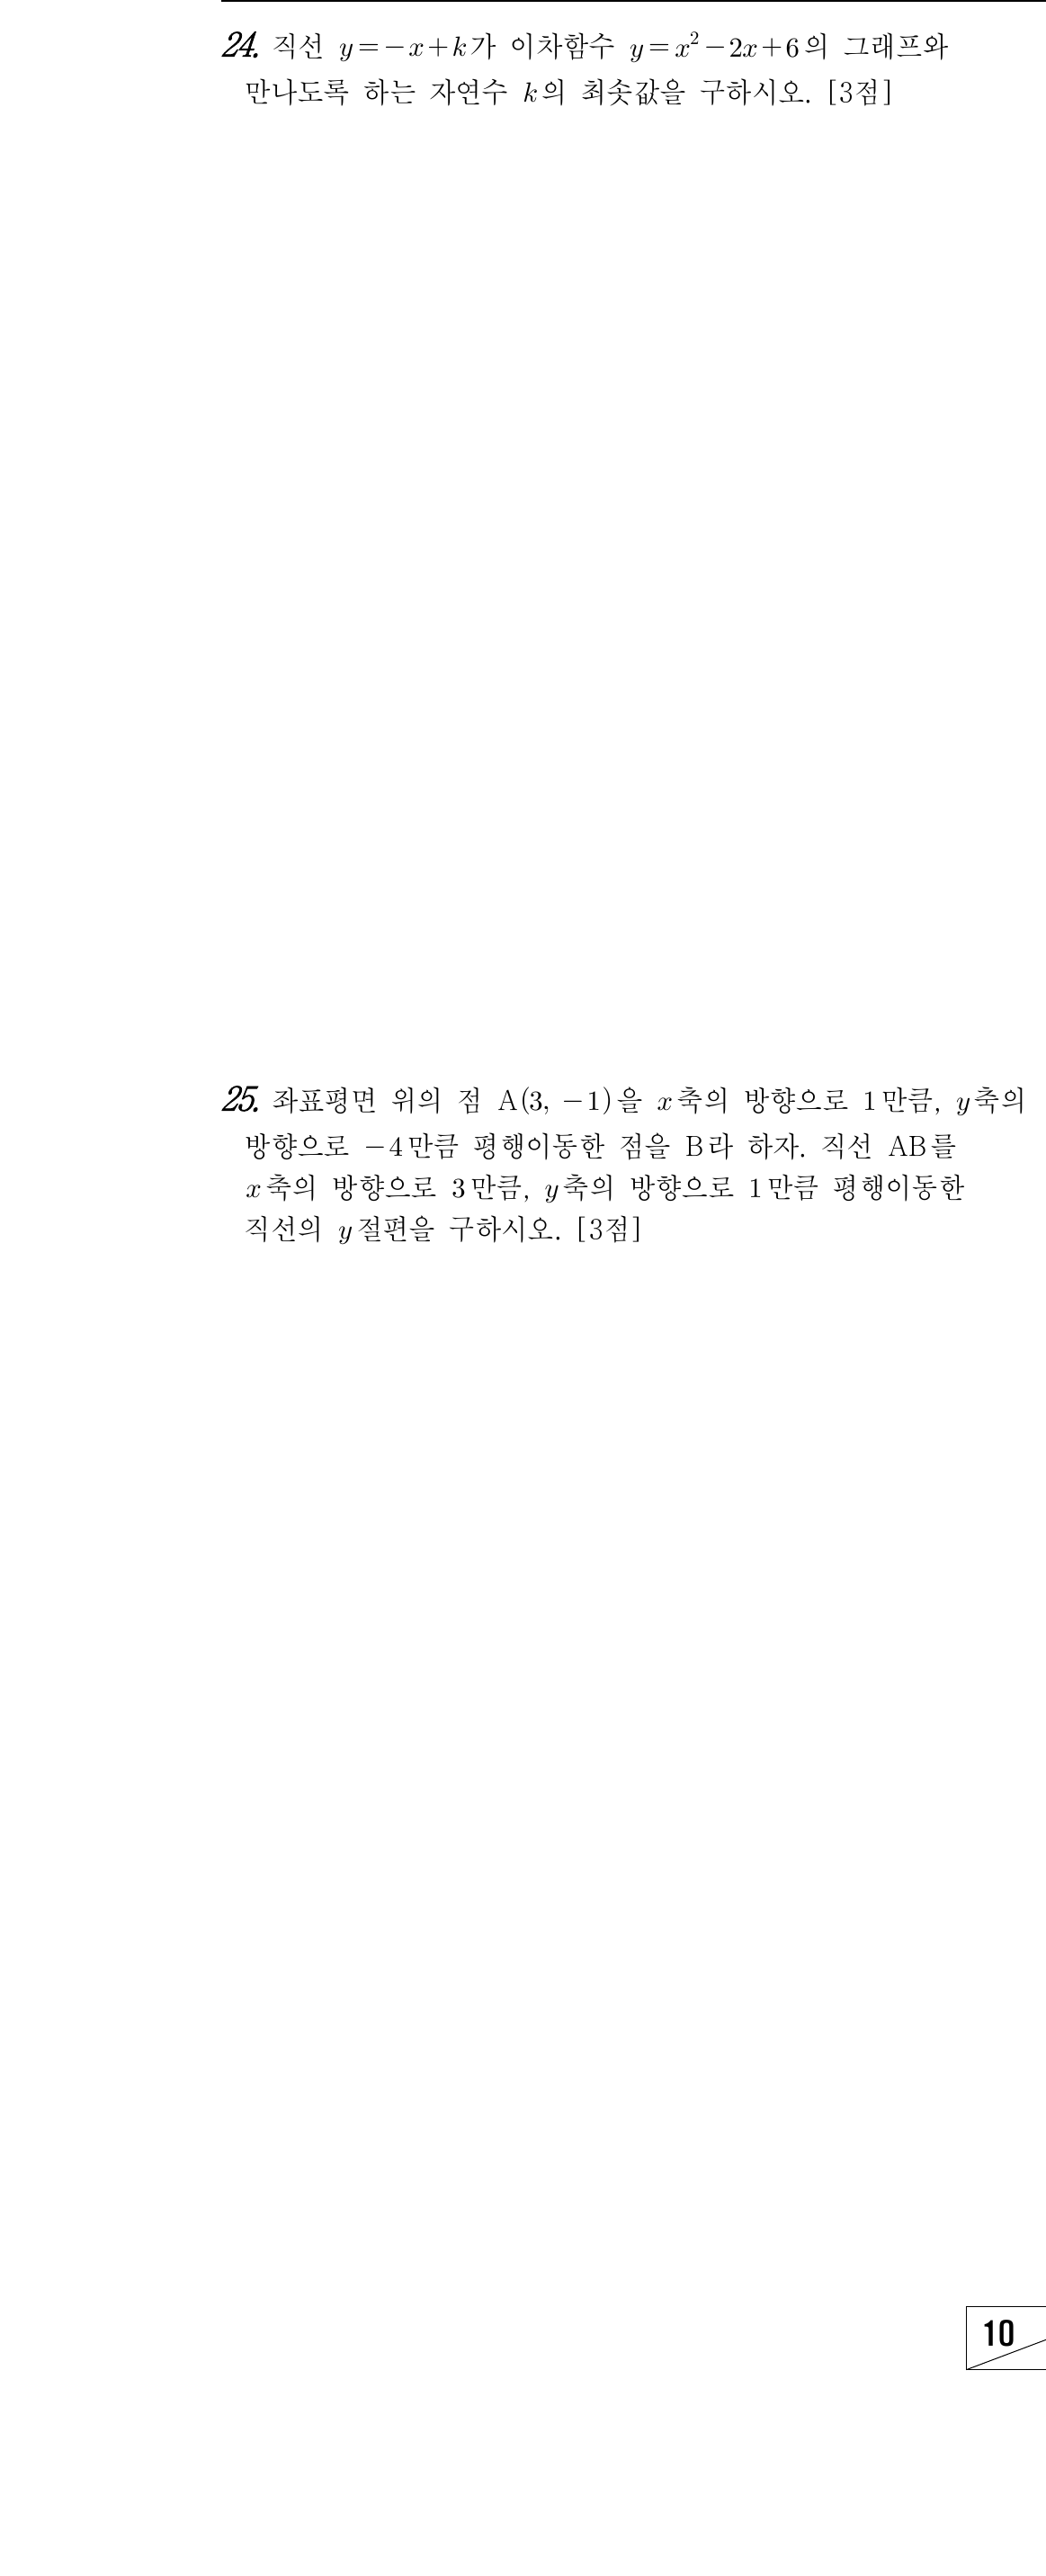 24. 직선 y=-x+k가 이차함수 y=x²-2x+6의 그래프와
만나도록 하는 자연수 k의 최솟값을 구하시오. [3점]
25. 좌표평면 위의 점 A(3, -1)을 x축의 방향으로 1만큼, y축의
방향으로 -4만큼 평행이동한 점을 B라 하자. 직선 AB를
x축의 방향으로 3만큼, y축의 방향으로 1만큼 평행이동한
직선의 y절편을 구하시오. [3점]
10